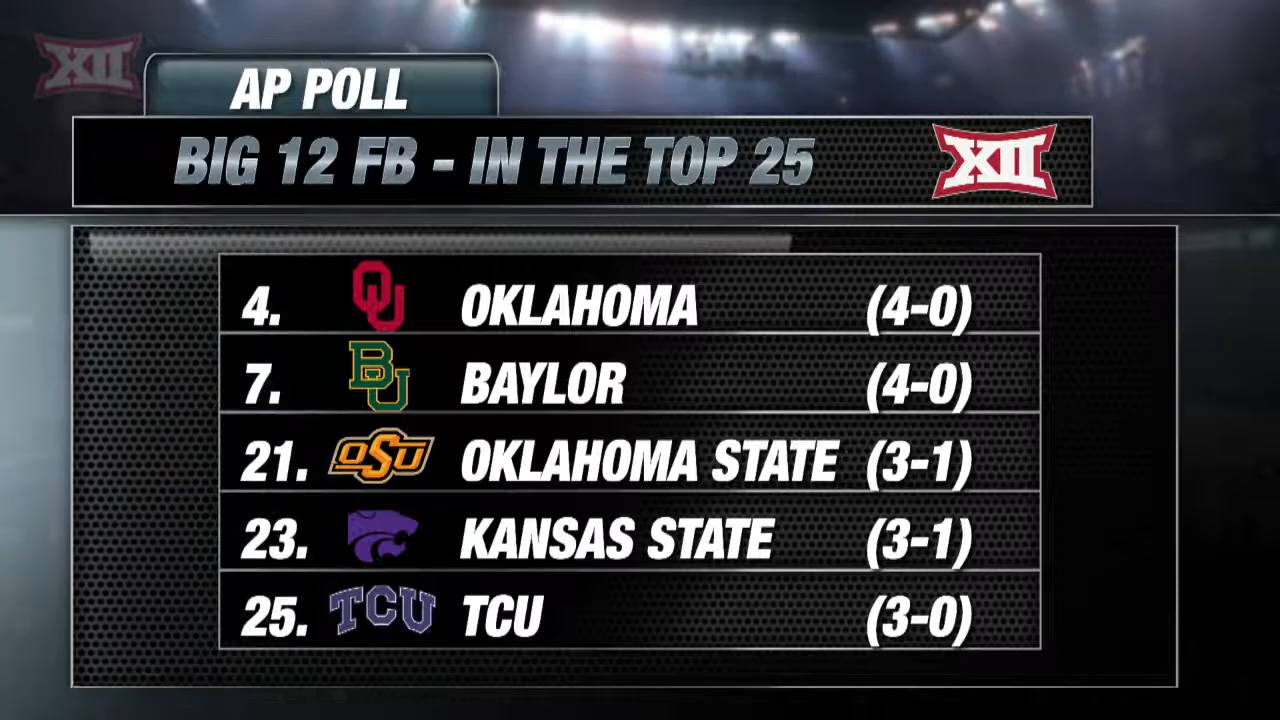 XII
AP POLL
BIG 12 FB - IN THE TOP 25
XII
4. OU OKLAHOMA (4-0)
7. BU BAYLOR (4-0)
21. OSU OKLAHOMA STATE (3-1)
23. KANSAS STATE (3-1)
25. TCU TCU (3-0)